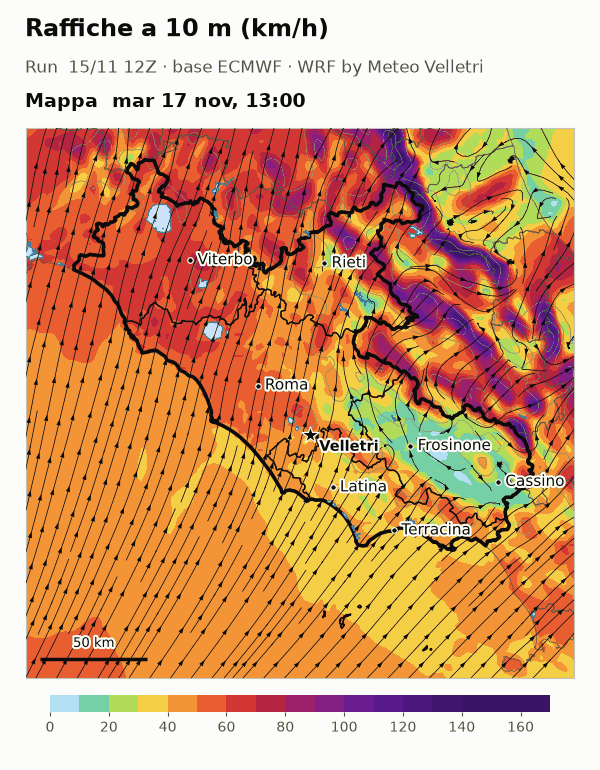 Raffiche a 10 m (km/h)
Run  15/11 12Z · base ECMWF · WRF by Meteo Velletri
Mappa  mar 17 nov, 13:00
Viterbo
Rieti
Roma
Velletri
Frosinone
Latina
Cassino
Terracina
50 km
0 20 40 60 80 100 120 140 160